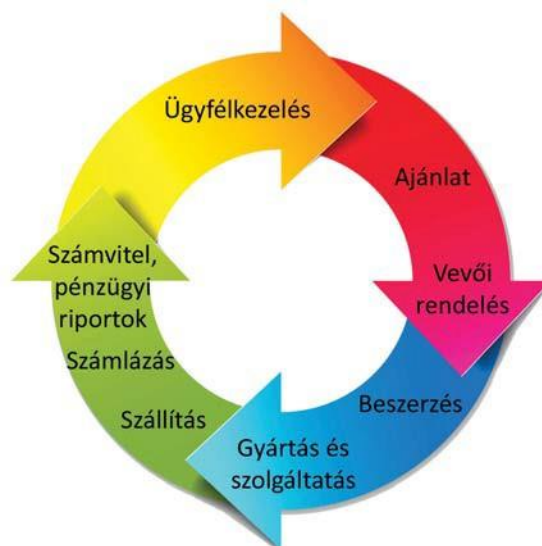 Ügyfélkezelés
Ajánlat
Vevői
rendelés
Beszerzés
Gyártás és
szolgáltatás
Szállítás
Számlázás
Számvitel,
pénzügyi
riportok